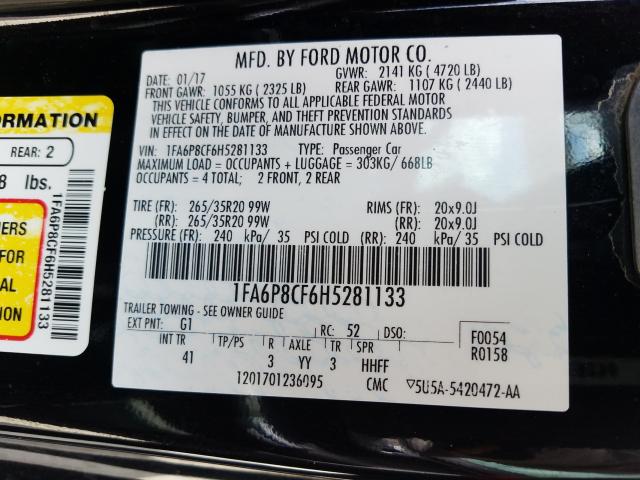 MFD. BY FORD MOTOR CO.
DATE: 01/17 GVWR: 2141 KG ( 4720 LB)
FRONT GAWR: 1055 KG ( 2325 LB) REAR GAWR: 1107 KG ( 2440 LB)
THIS VEHICLE CONFORMS TO ALL APPLICABLE FEDERAL MOTOR
VEHICLE SAFETY, BUMPER, AND THEFT PREVENTION STANDARDS
IN EFFECT ON THE DATE OF MANUFACTURE SHOWN ABOVE.
VIN: 1FA6P8CF6H5281133 TYPE: Passenger Car
MAXIMUM LOAD = OCCUPANTS + LUGGAGE = 303KG/ 668LB
OCCUPANTS = 4 TOTAL: 2 FRONT, 2 REAR
TIRE (FR): 265/35R20 99W RIMS (FR): 20x9.0J
(RR): 265/35R20 99W (RR): 20x9.0J
PRESSURE (FR): 240 kPa/ 35 PSI COLD (RR): 240 kPa/ 35 PSI COLD
1FA6P8CF6H5281133
TRAILER TOWING - SEE OWNER GUIDE
EXT PNT: G1 RC: 52 DSO: F0054
R0158
INT TR TP/PS R AXLE TR SPR
41 3 YY 3 HHFF
1201701236095 CMC ▽5U5A-5420472-AA
ORMATION
REAR: 2
8 lbs.
NERS
FOR
AL
TION
1FA6P8CF6H5281133